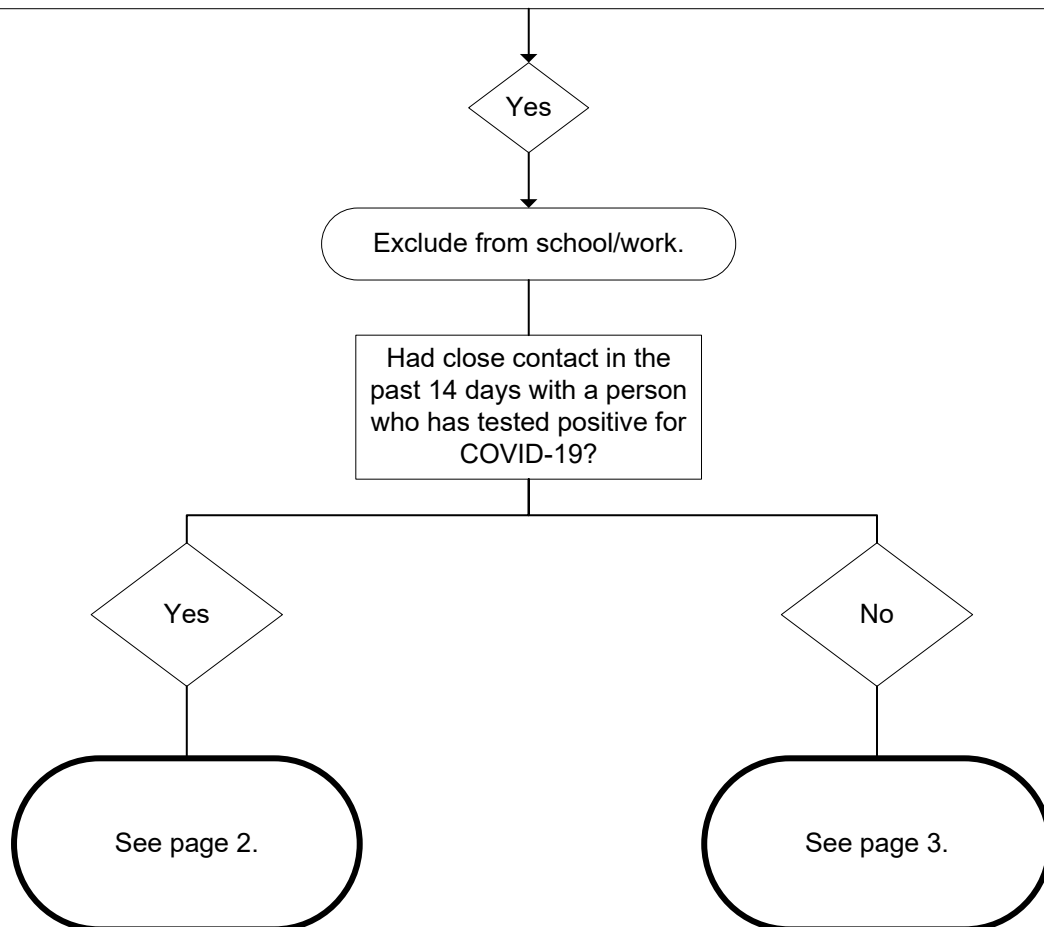 Yes
Exclude from school/work.
Had close contact in the
past 14 days with a person
who has tested positive for
COVID-19?
Yes
No
See page 2.
See page 3.